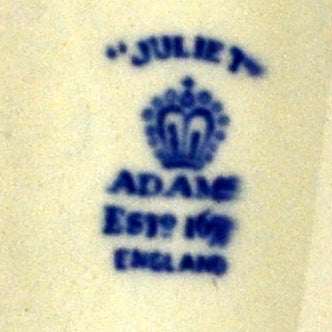 "JULIET"
ADAMS
ESTD 1657
ENGLAND